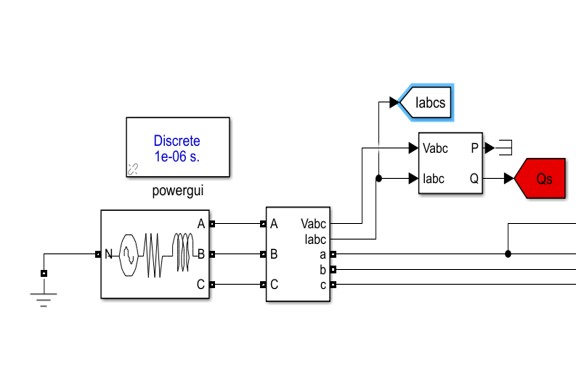 Iabcs
Discrete
1e-06 s.
powergui
Vabc
Iabc
P
Q
Qs
N
A
B
C
A
B
C
Vabc
Iabc
a
b
c